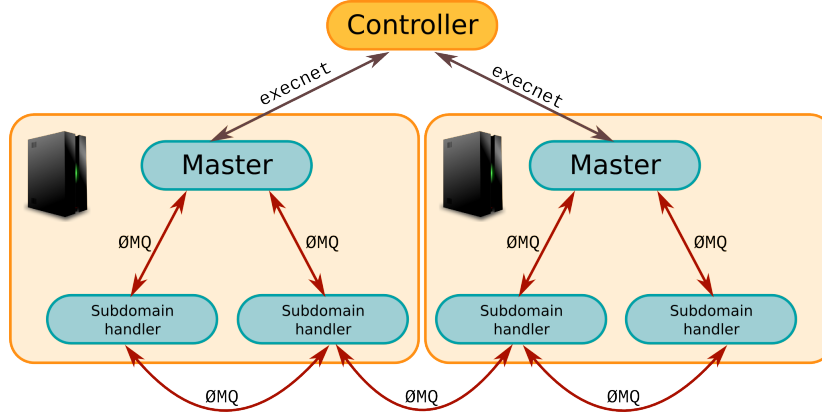 Controller
execnet
execnet
Master
Master
ØMQ
ØMQ
ØMQ
ØMQ
Subdomain
handler
Subdomain
handler
Subdomain
handler
Subdomain
handler
ØMQ
ØMQ
ØMQ